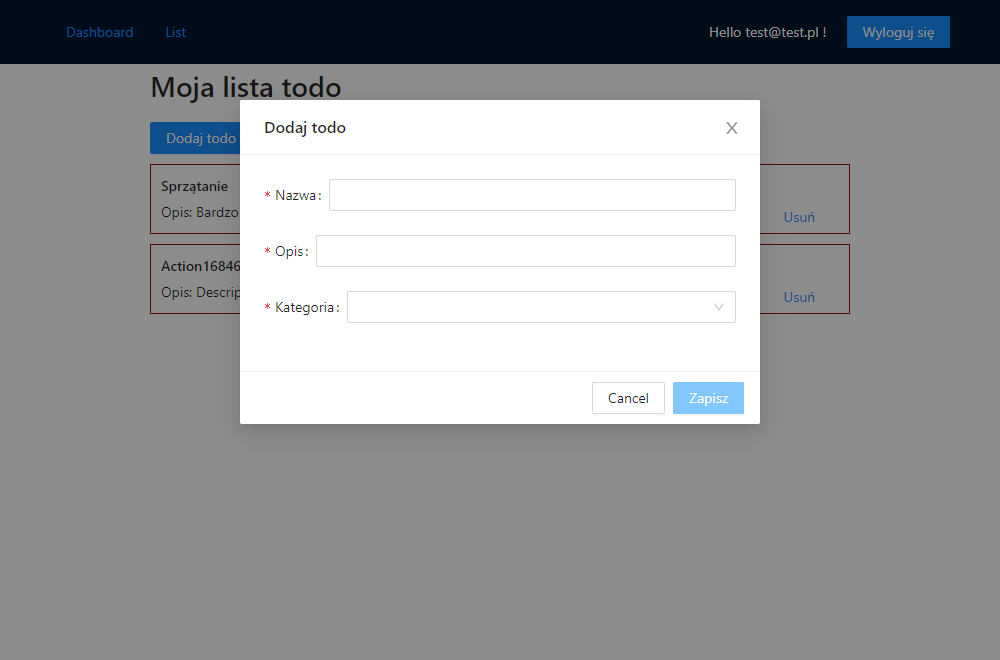 Dashboard List Hello test@test.pl ! Wyloguj się
Moja lista todo
Dodaj todo
Sprzątanie
Opis: Bardzo
Usuń
Action16846
Opis: Descrip
Usuń
Dodaj todo
* Nazwa:
* Opis:
* Kategoria:
Cancel Zapisz